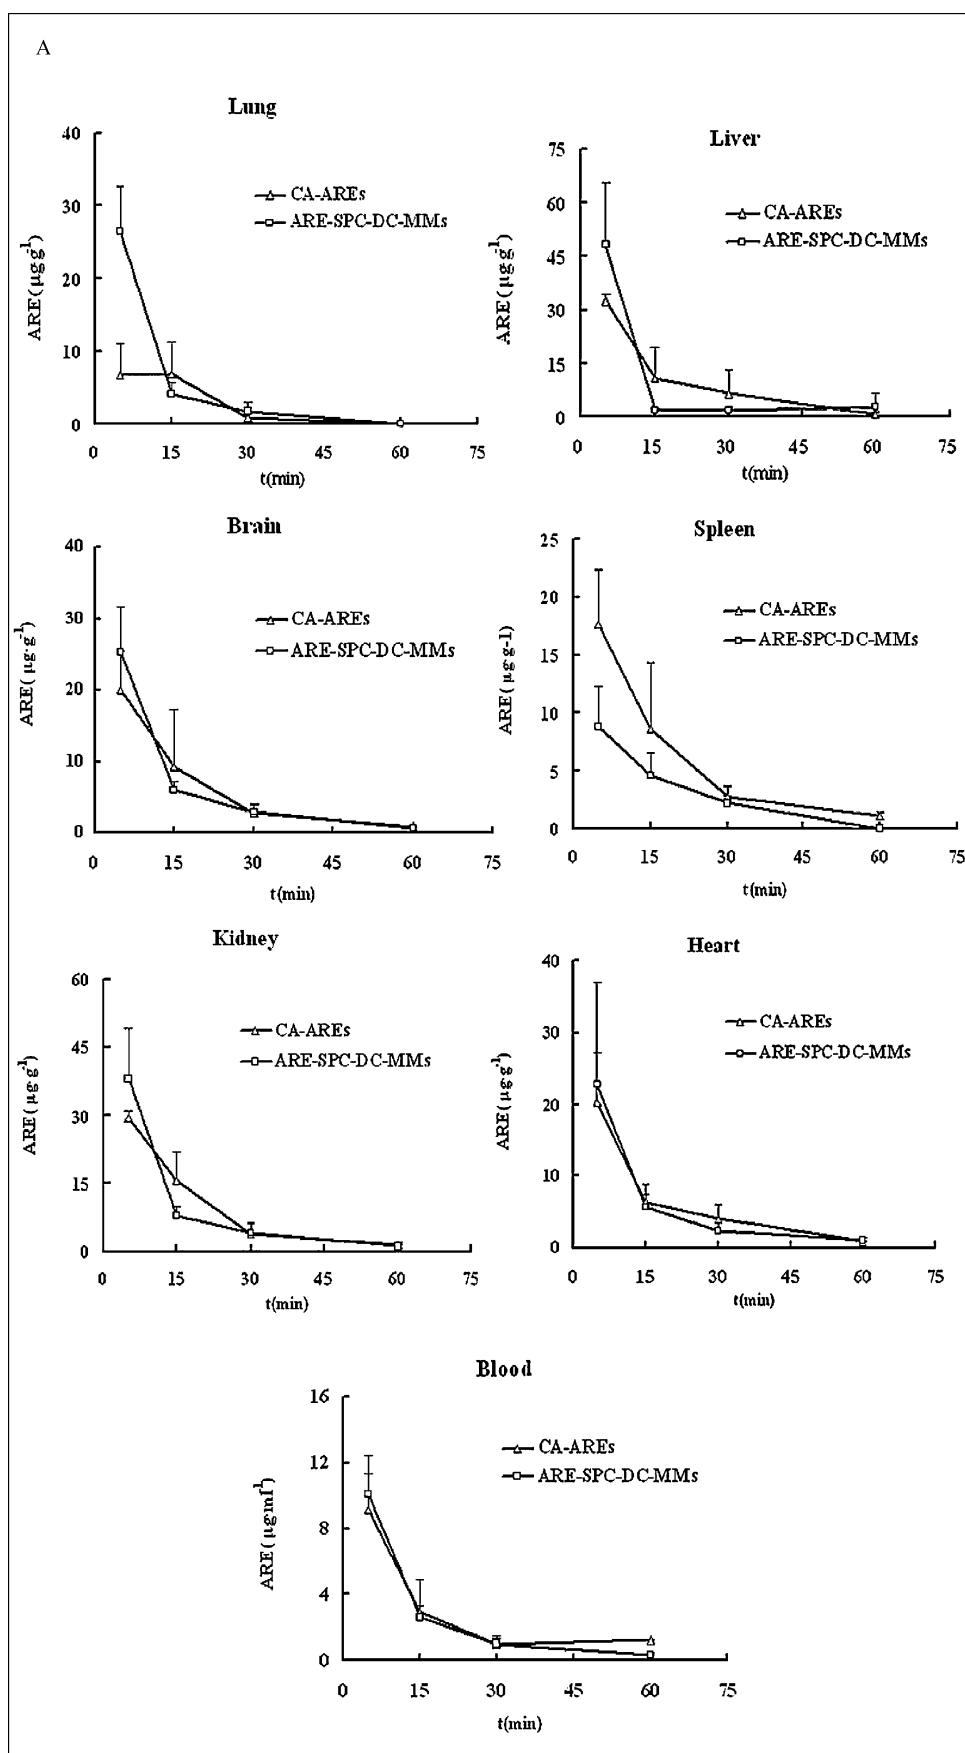 A
Lung
40
30
20
10
0
ARE( μg·g⁻¹)
CA-AREs
ARE-SPC-DC-MMs
0 15 30 45 60 75
t(min)
Liver
75
60
45
30
15
0
ARE( μg·g⁻¹)
CA-AREs
ARE-SPC-DC-MMs
0 15 30 45 60 75
t(min)
Brain
40
30
20
10
0
ARE( μg·g⁻¹)
CA-AREs
ARE-SPC-DC-MMs
0 15 30 45 60 75
t(min)
Spleen
25
20
15
10
5
0
ARE( μg·g-1)
CA-AREs
ARE-SPC-DC-MMs
0 15 30 45 60 75
t(min)
Kidney
60
45
30
15
0
ARE( μg·g⁻¹)
CA-AREs
ARE-SPC-DC-MMs
0 15 30 45 60 75
t(min)
Heart
40
30
20
10
0
ARE( μg·g⁻¹)
CA-AREs
ARE-SPC-DC-MMs
0 15 30 45 60 75
t(min)
Blood
16
12
8
4
0
ARE( μg·ml⁻¹)
CA-AREs
ARE-SPC-DC-MMs
0 15 30 45 60 75
t(min)